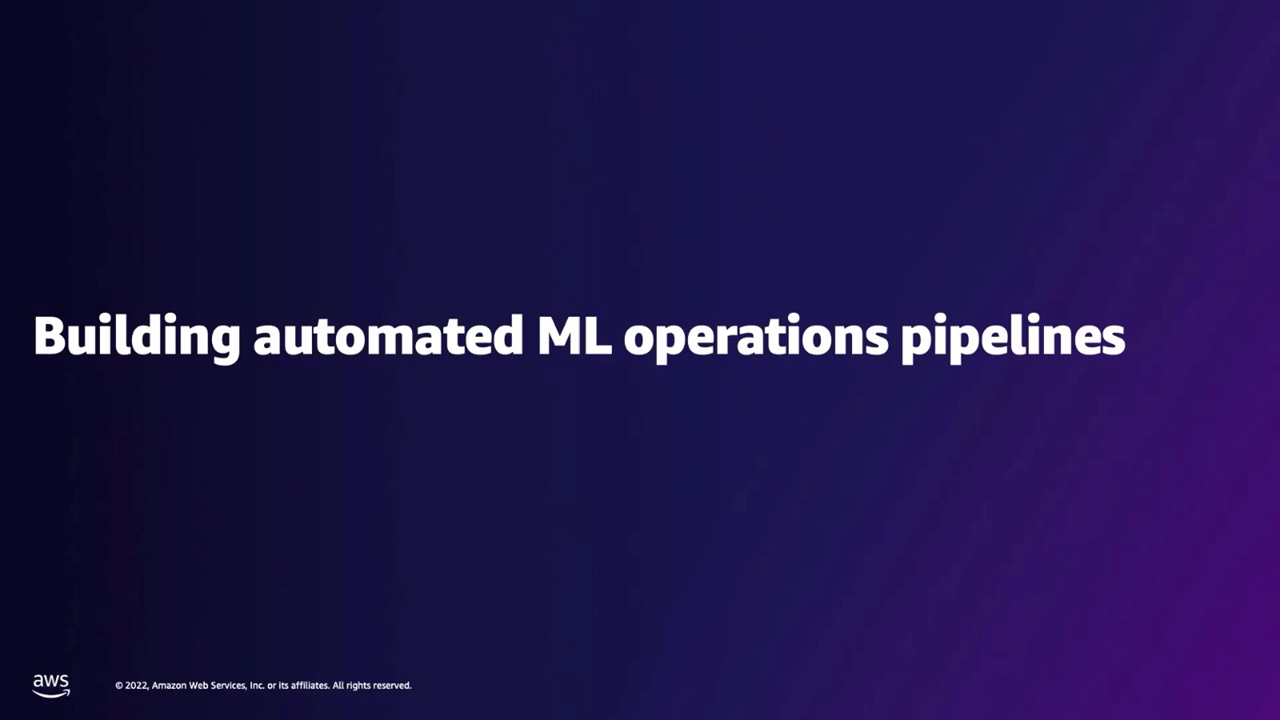 Building automated ML operations pipelines
aws
© 2022, Amazon Web Services, Inc. or its affiliates. All rights reserved.